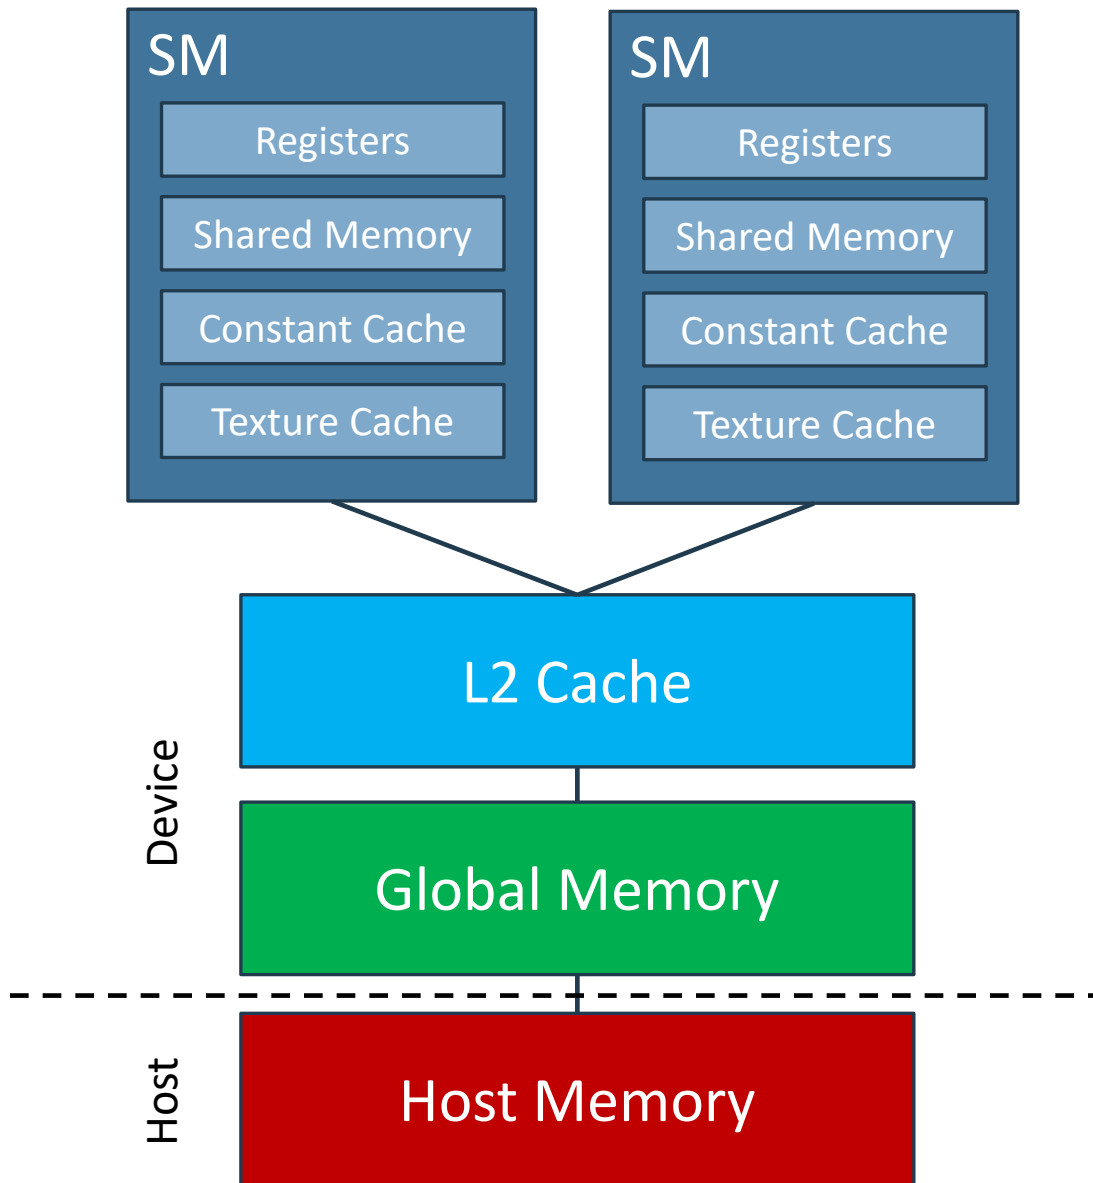 SM
Registers
Shared Memory
Constant Cache
Texture Cache
SM
Registers
Shared Memory
Constant Cache
Texture Cache
L2 Cache
Device
Global Memory
Host
Host Memory